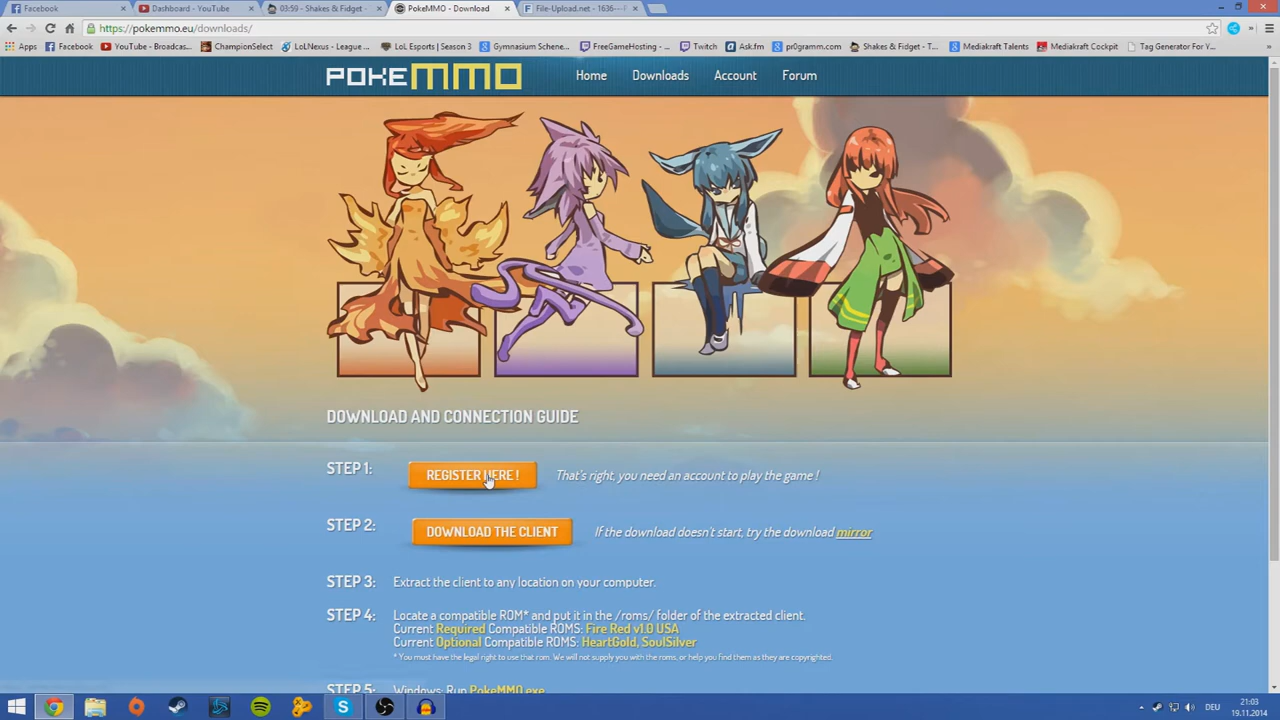 Facebook
Dashboard - YouTube
03:59 - Shakes & Fidget -
PokeMMO - Download
File-Upload.net - 1636---F
https://pokemmo.eu/downloads/
Apps
Facebook
YouTube - Broadcas...
ChampionSelect
LoLNexus - League ...
LoL Esports | Season 3
Gymnasium Schene...
FreeGameHosting - ...
Twitch
Ask.fm
pr0gramm.com
Shakes & Fidget - T...
Mediakraft Talents
Mediakraft Cockpit
Tag Generator For Y...
POKEMMO
Home
Downloads
Account
Forum
DOWNLOAD AND CONNECTION GUIDE
STEP 1:
REGISTER HERE !
That's right, you need an account to play the game !
STEP 2:
DOWNLOAD THE CLIENT
If the download doesn't start, try the download mirror
STEP 3:
Extract the client to any location on your computer.
STEP 4:
Locate a compatible ROM* and put it in the /roms/ folder of the extracted client.
Current Required Compatible ROMS: Fire Red v1.0 USA
Current Optional Compatible ROMS: HeartGold, SoulSilver
* You must have the legal right to use that rom. We will not supply you with the roms, or help you find them as they are copyrighted.
STEP 5:
Windows: Run PokeMMO.exe
DEU
21:03
19.11.2014